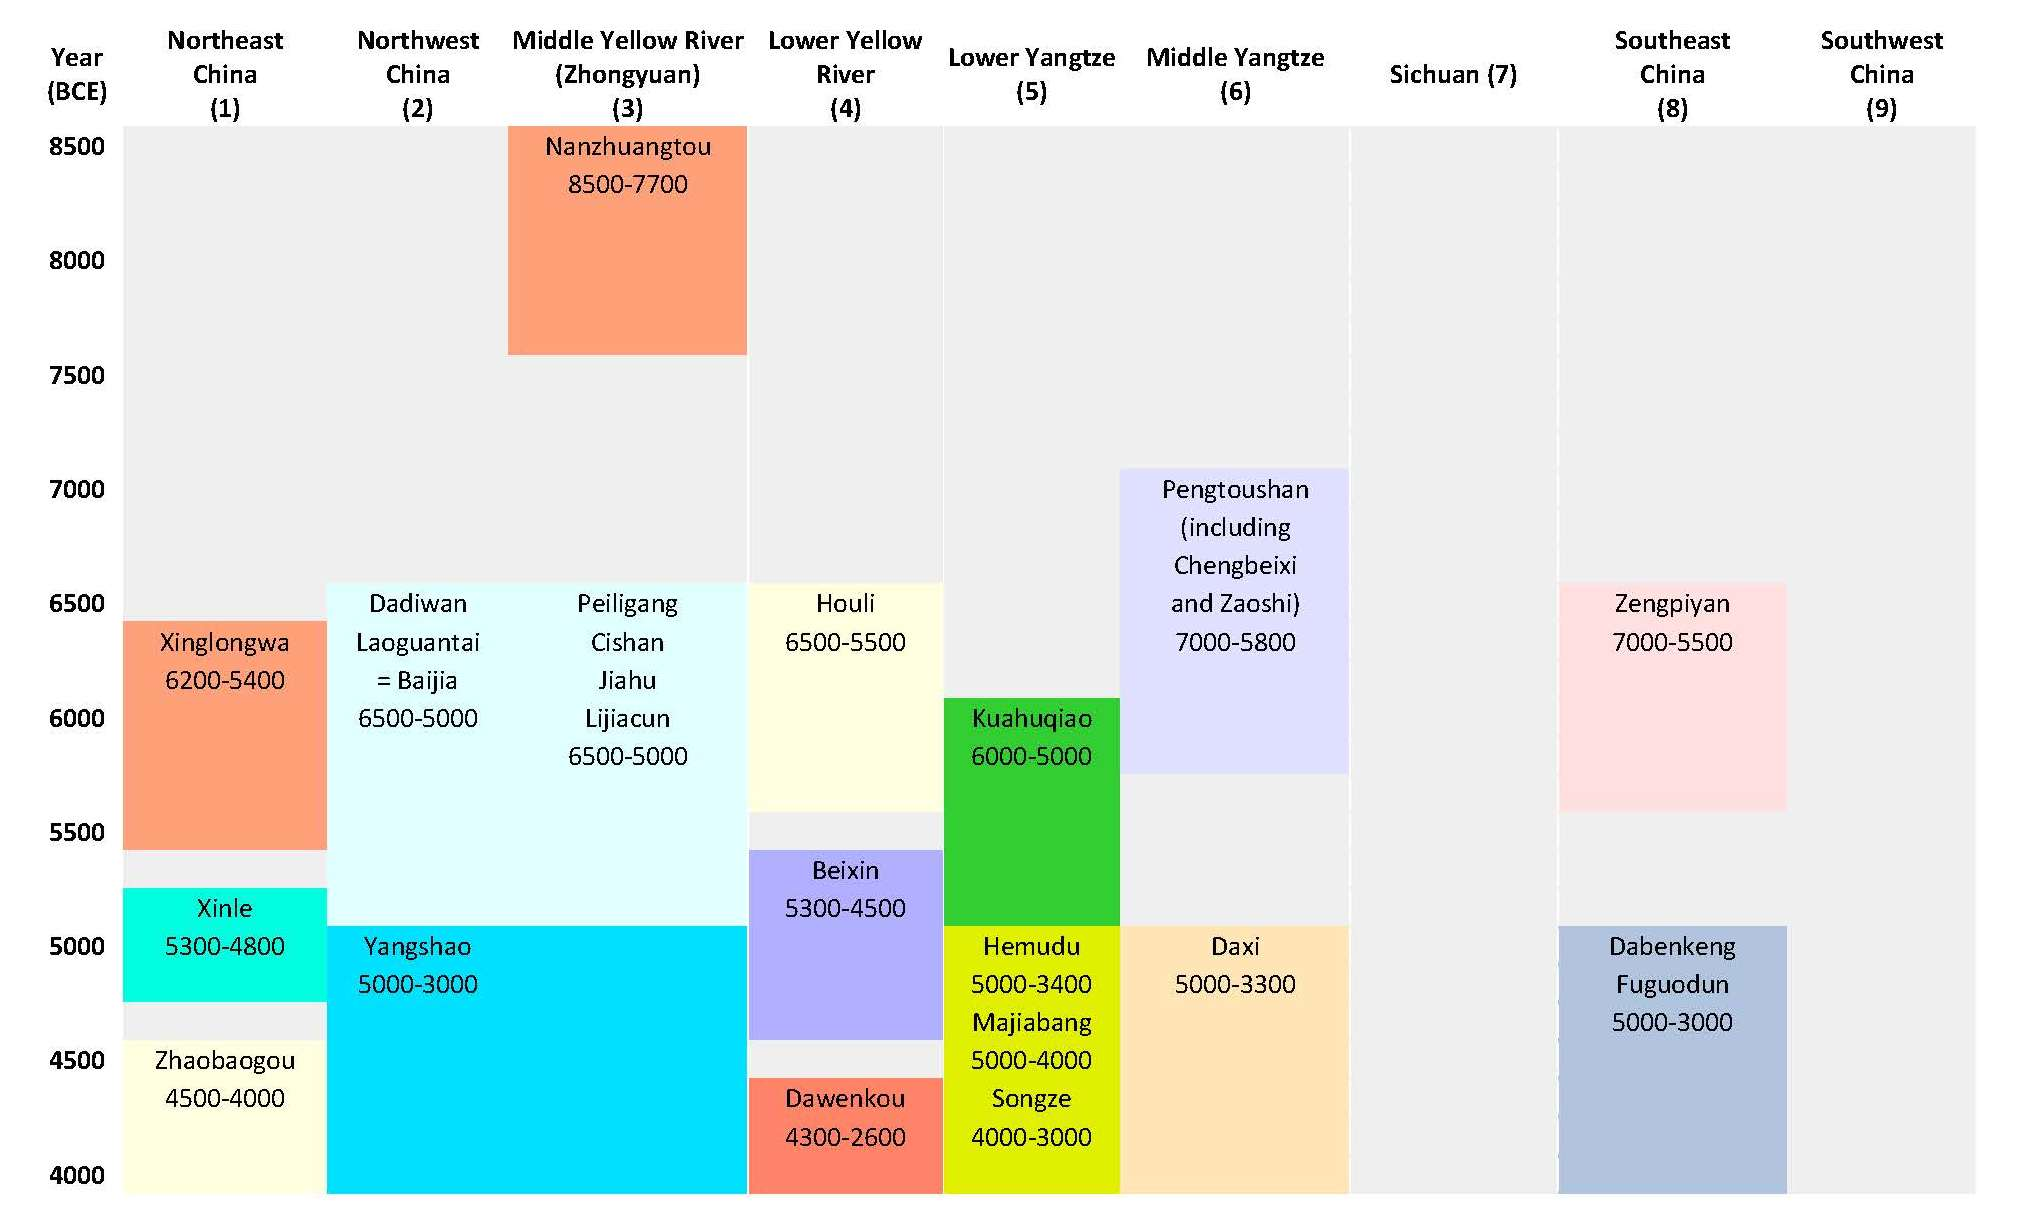 Year
(BCE)
Northeast
China
(1)
Northwest
China
(2)
Middle Yellow River
(Zhongyuan)
(3)
Lower Yellow
River
(4)
Lower Yangtze
(5)
Middle Yangtze
(6)
Sichuan (7)
Southeast
China
(8)
Southwest
China
(9)
8500
8000
7500
7000
6500
6000
5500
5000
4500
4000
Xinglongwa
6200-5400
Xinle
5300-4800
Zhaobaogou
4500-4000
Dadiwan
Laoguantai
= Baijia
6500-5000
Yangshao
5000-3000
Nanzhuangtou
8500-7700
Peiligang
Cishan
Jiahu
Lijiacun
6500-5000
Houli
6500-5500
Beixin
5300-4500
Dawenkou
4300-2600
Kuahuqiao
6000-5000
Hemudu
5000-3400
Majiabang
5000-4000
Songze
4000-3000
Pengtoushan
(including
Chengbeixi
and Zaoshi)
7000-5800
Daxi
5000-3300
Zengpiyan
7000-5500
Dabenkeng
Fuguodun
5000-3000